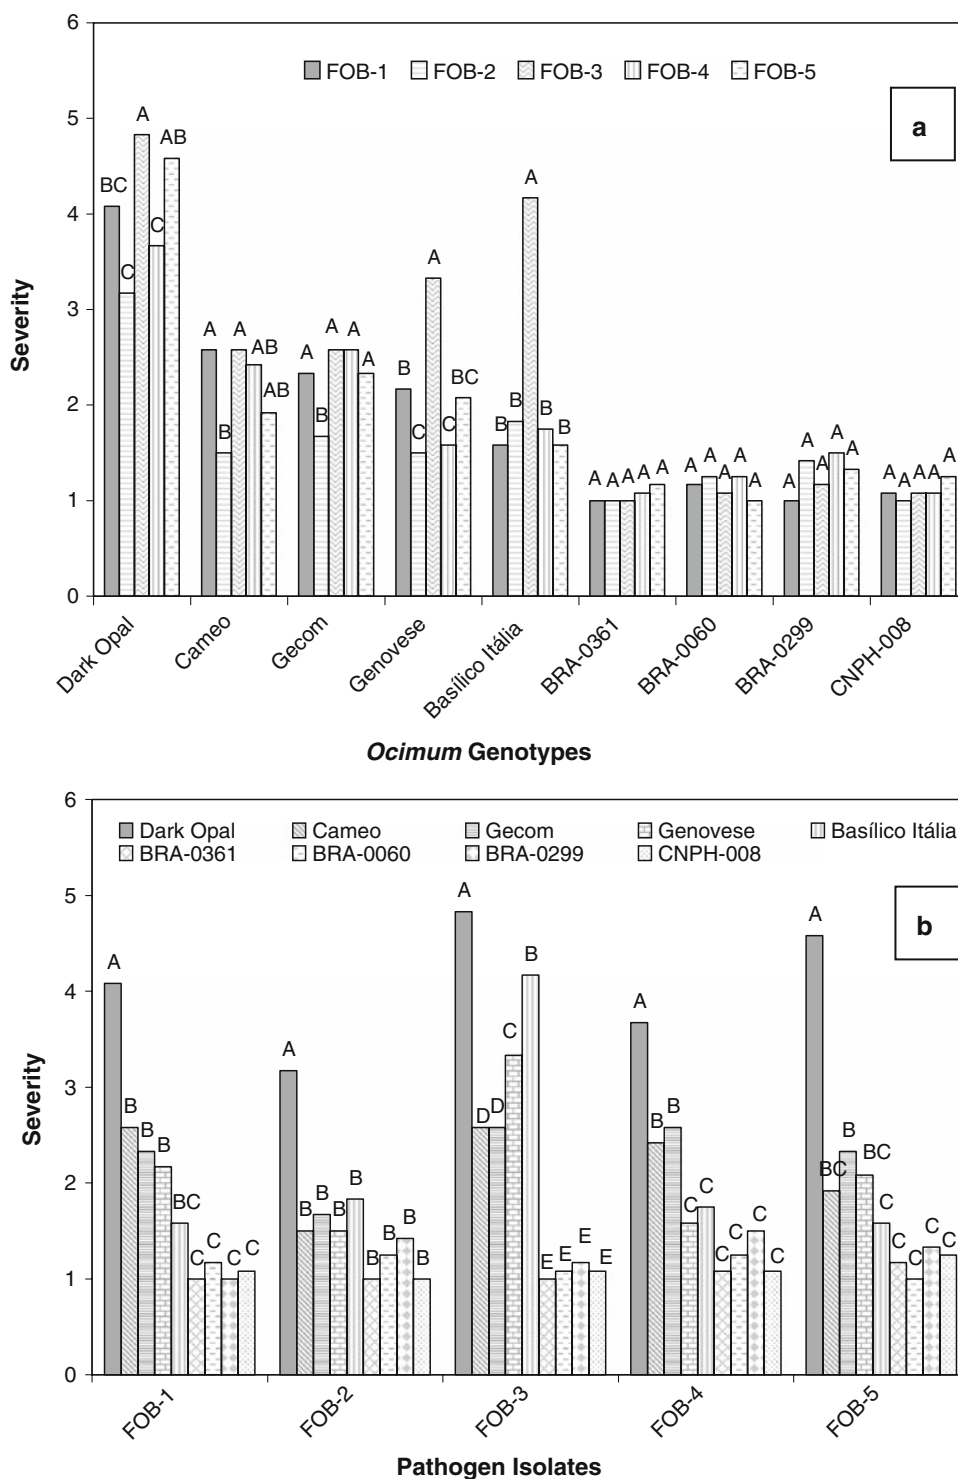 6
FOB-1 FOB-2 FOB-3 FOB-4 FOB-5
a
5
4
3
2
1
0
Severity
BC C A C AB
A B A AB AB
A B A A A
B C A C BC
B B A B B
A A A A A
A A A A A
A A A A A
A A A A A
Dark Opal
Cameo
Gecom
Genovese
Basílico Itália
BRA-0361
BRA-0060
BRA-0299
CNPH-008
Ocimum Genotypes
6
Dark Opal Cameo Gecom Genovese Basílico Itália
BRA-0361 BRA-0060 BRA-0299 CNPH-008
b
5
4
3
2
1
0
Severity
A B B B BC C C C C
A B B B B B B B B
A D D C B E E E E
A B B C C C C C C
A BC B BC C C C C C
FOB-1
FOB-2
FOB-3
FOB-4
FOB-5
Pathogen Isolates